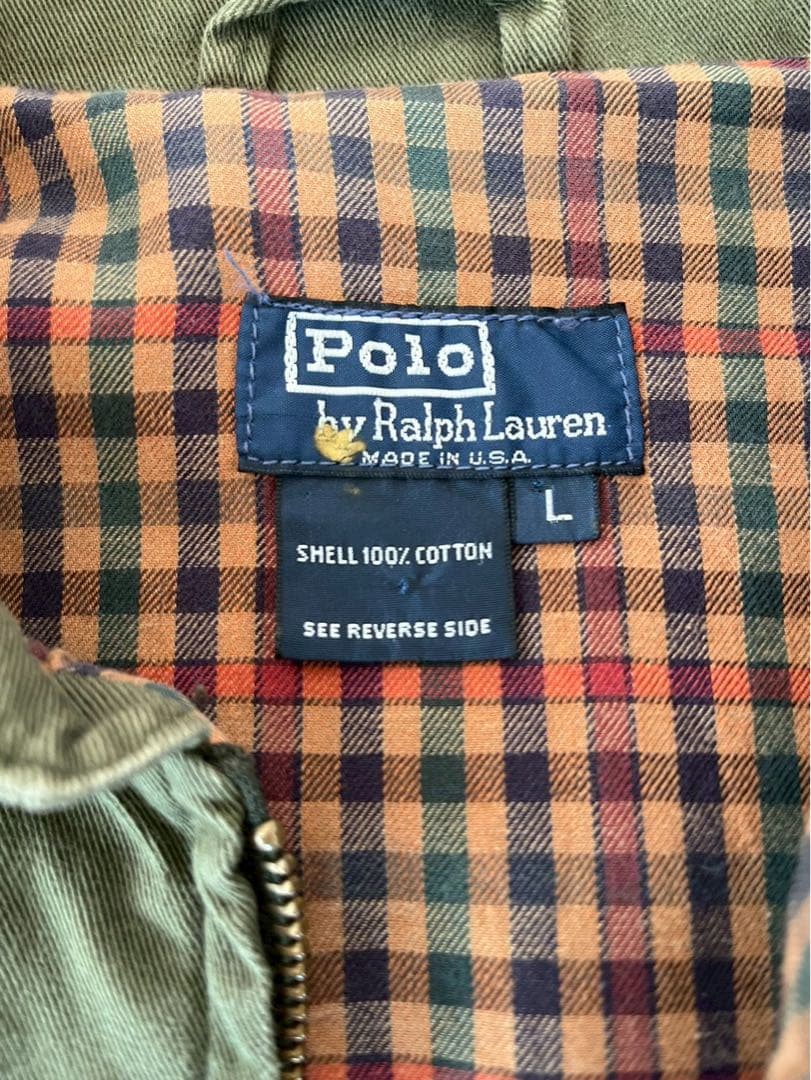 Polo
by Ralph Lauren
MADE IN U.S.A.
L
SHELL 100% COTTON
SEE REVERSE SIDE